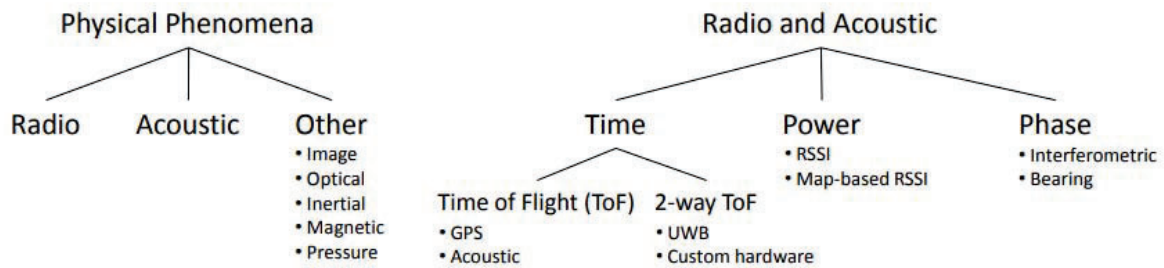 Physical Phenomena
Radio
Acoustic
Other
• Image
• Optical
• Inertial
• Magnetic
• Pressure
Radio and Acoustic
Time
Power
Phase
• RSSI
• Map-based RSSI
• Interferometric
• Bearing
Time of Flight (ToF)
• GPS
• Acoustic
2-way ToF
• UWB
• Custom hardware